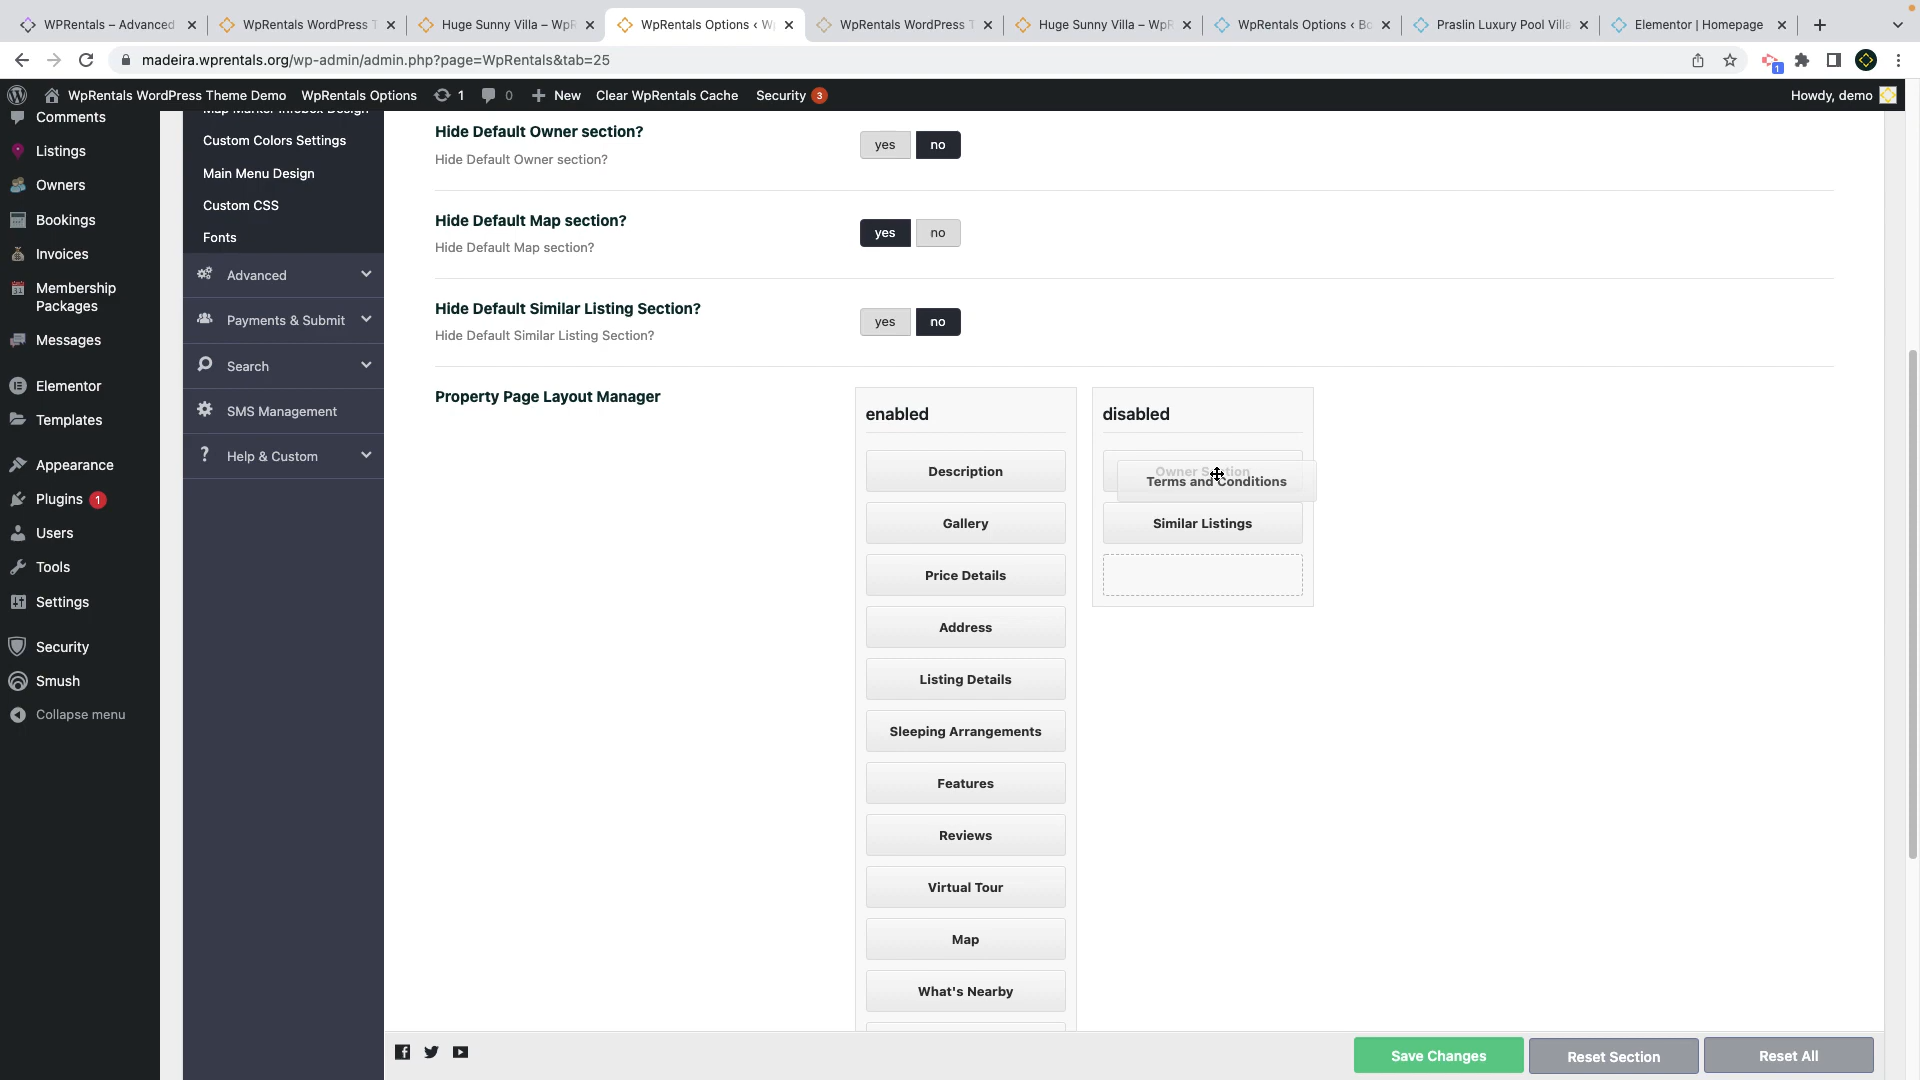 WPRentals – Advanced
WpRentals WordPress T
Huge Sunny Villa – WpR
WpRentals Options ‹ W
WpRentals WordPress T
Huge Sunny Villa – WpR
WpRentals Options ‹ Bo
Praslin Luxury Pool Villa
Elementor | Homepage
madeira.wprentals.org/wp-admin/admin.php?page=WpRentals&tab=25
1
WpRentals WordPress Theme Demo
WpRentals Options
1
0
New
Clear WpRentals Cache
Security 3
Howdy, demo
Comments
Listings
Owners
Bookings
Invoices
Membership
Packages
Messages
Elementor
Templates
Appearance
Plugins 1
Users
Tools
Settings
Security
Smush
Collapse menu
Map Marker Infobox Design
Custom Colors Settings
Main Menu Design
Custom CSS
Fonts
Advanced
Payments & Submit
Search
SMS Management
? Help & Custom
Hide Default Owner section?
Hide Default Owner section?
yes no
Hide Default Map section?
Hide Default Map section?
yes no
Hide Default Similar Listing Section?
Hide Default Similar Listing Section?
yes no
Property Page Layout Manager
enabled
Description
Gallery
Price Details
Address
Listing Details
Sleeping Arrangements
Features
Reviews
Virtual Tour
Map
What's Nearby
disabled
Owner Section
Terms and Conditions
Similar Listings
Save Changes
Reset Section
Reset All